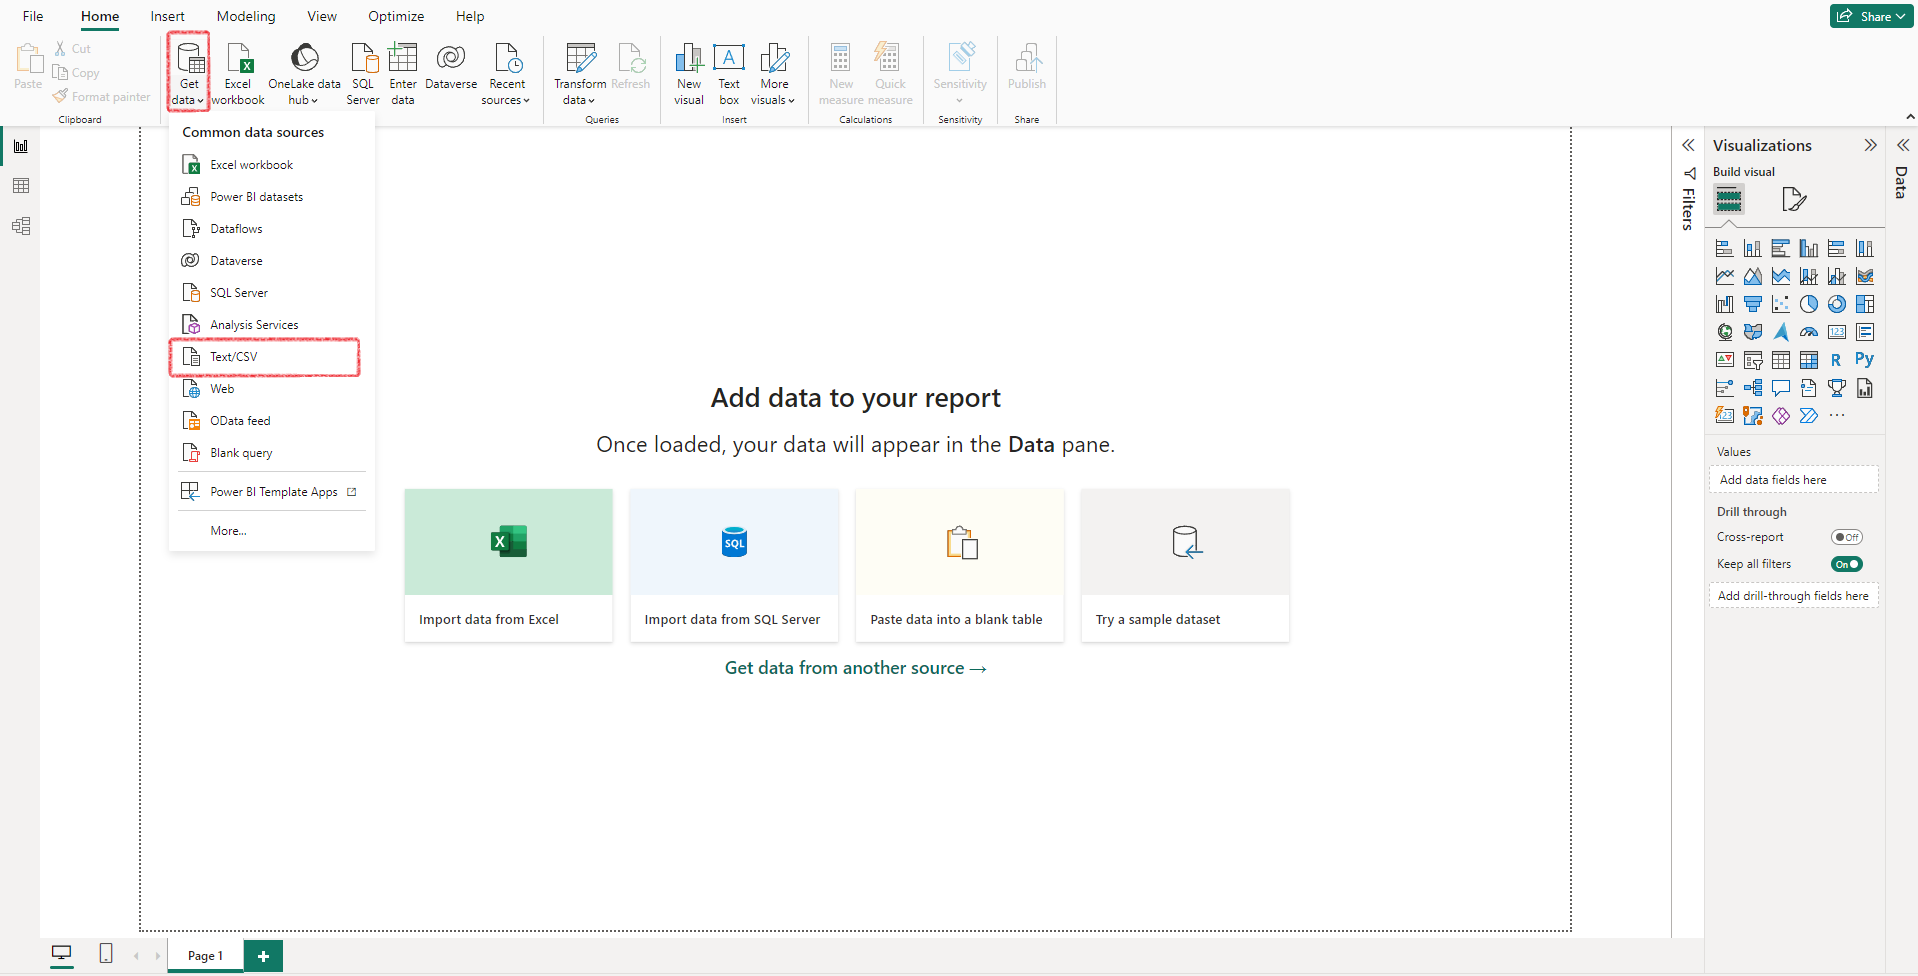 File Home Insert Modeling View Optimize Help
Share
Paste
Cut
Copy
Format painter
Clipboard
Get data
Excel workbook
OneLake data hub
SQL Server
Enter data
Dataverse
Recent sources
Transform data
Refresh
Queries
New visual
Text box
More visuals
Insert
New measure
Quick measure
Calculations
Sensitivity
Sensitivity
Publish
Share
Common data sources
Excel workbook
Power BI datasets
Dataflows
Dataverse
SQL Server
Analysis Services
Text/CSV
Web
OData feed
Blank query
Power BI Template Apps
More...
Add data to your report
Once loaded, your data will appear in the Data pane.
SQL
Import data from Excel
Import data from SQL Server
Paste data into a blank table
Try a sample dataset
Get data from another source →
Filters
Visualizations
Build visual
123
R
Py
123
Values
Add data fields here
Drill through
Cross-report
Off
Keep all filters
On
Add drill-through fields here
Data
Page 1